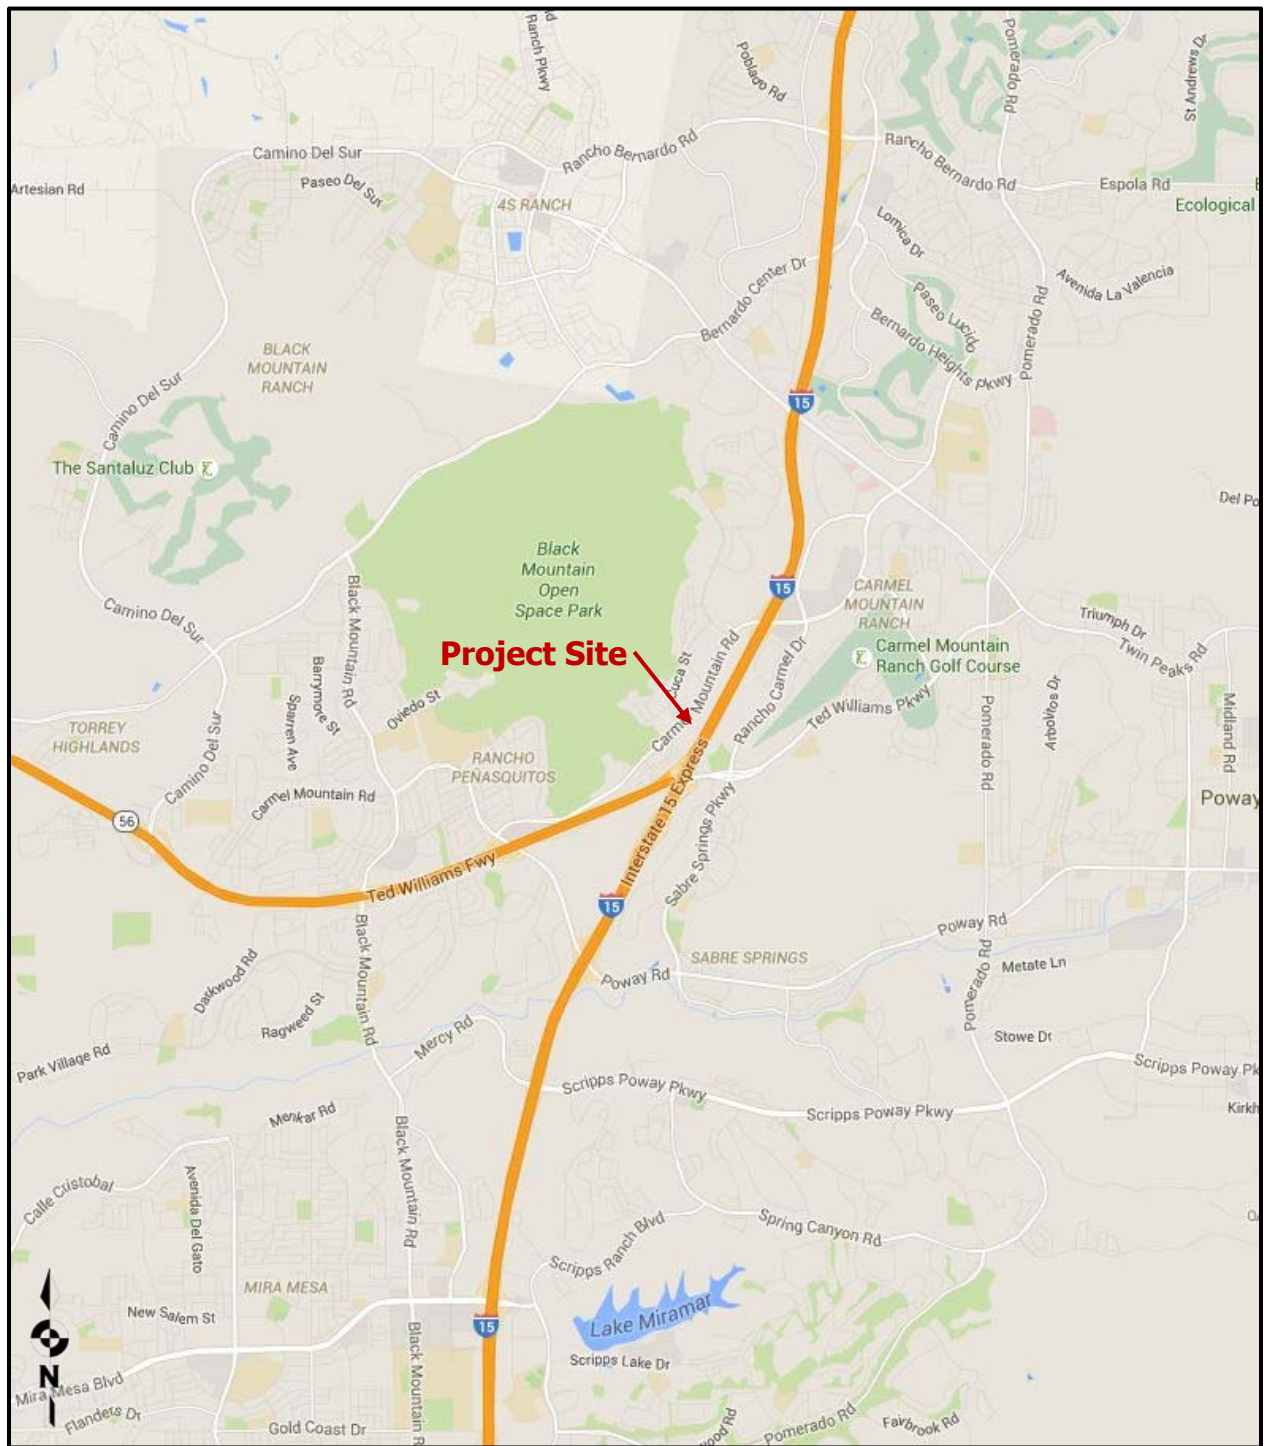 Ranch Pkwy
Poblado Rd
Pomerado Rd
St Andrews Dr
Camino Del Sur
Rancho Bernardo Rd
Rancho Bernardo Rd
Artesian Rd
Paseo Del Sur
4S RANCH
Espola Rd
Ecological
Lomica Dr
Bernardo Center Dr
Avenida La Valencia
Paseo Lucido
Bernardo Heights Pkwy
Pomerado Rd
BLACK
MOUNTAIN
RANCH
Camino Del Sur
15
The Santaluz Club
Del Po
Black
Mountain
Open
Space Park
15
CARMEL
MOUNTAIN
RANCH
Black Mountain Rd
Camino Del Sur
Triumph Dr
Twin Peaks Rd
Project Site
Carmel Mountain
Ranch Golf Course
Barrymore St
Sparren Ave
Oviedo St
Cuca St
Carmel Mountain Rd
Rancho Carmel Dr
Ted Williams Pkwy
Pomerado Rd
Midland Rd
TORREY
HIGHLANDS
Camino Del Sur
RANCHO
PEÑASQUITOS
Carmel Mountain Rd
Poway
56
Interstate 15 Express
Sabre Springs Pkwy
Ted Williams Fwy
15
Black Mountain Rd
Poway Rd
SABRE SPRINGS
Metate Ln
Darkwood Rd
Poway Rd
Pomerado Rd
Ragweed St
Mercy Rd
Stowe Dr
Park Village Rd
Scripps Poway Pk
Scripps Poway Pkwy
Scripps Poway Pkwy
Kirkh
Menkar Rd
Black Mountain Rd
Calle Cristobal
Avenida Del Gato
Spring Canyon Rd
Scripps Ranch Blvd
MIRA MESA
New Salem St
15
Lake Miramar
Scripps Lake Dr
N
Mira Mesa Blvd
Black Mountain R
Flanders Dr
Gold Coast Dr
wood Rd
Pomerado Rd
Fairbrook Rd